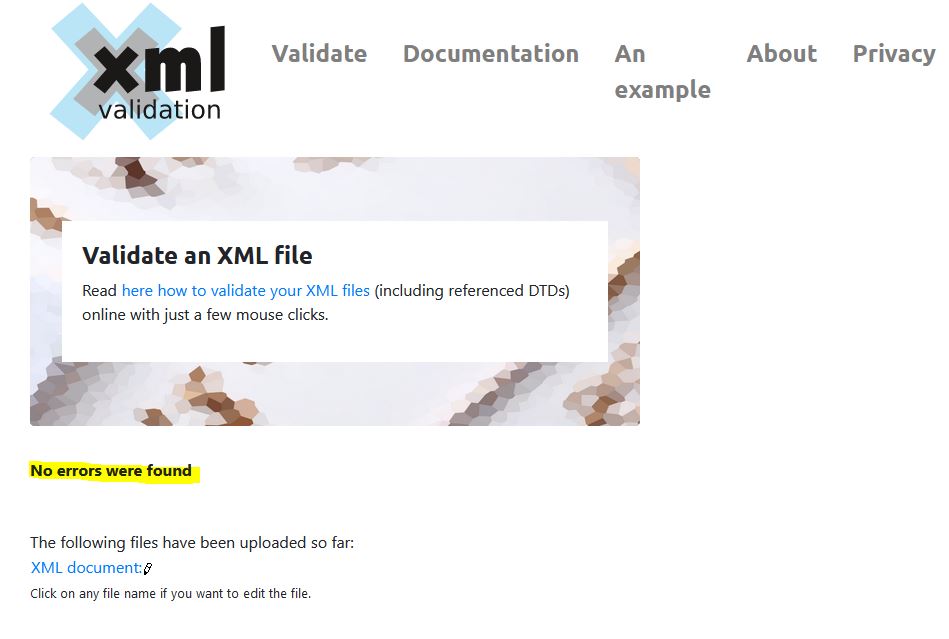 xml
validation
Validate
Documentation
An
example
About
Privacy
Validate an XML file
Read here how to validate your XML files (including referenced DTDs)
online with just a few mouse clicks.
No errors were found
The following files have been uploaded so far:
XML document:
Click on any file name if you want to edit the file.